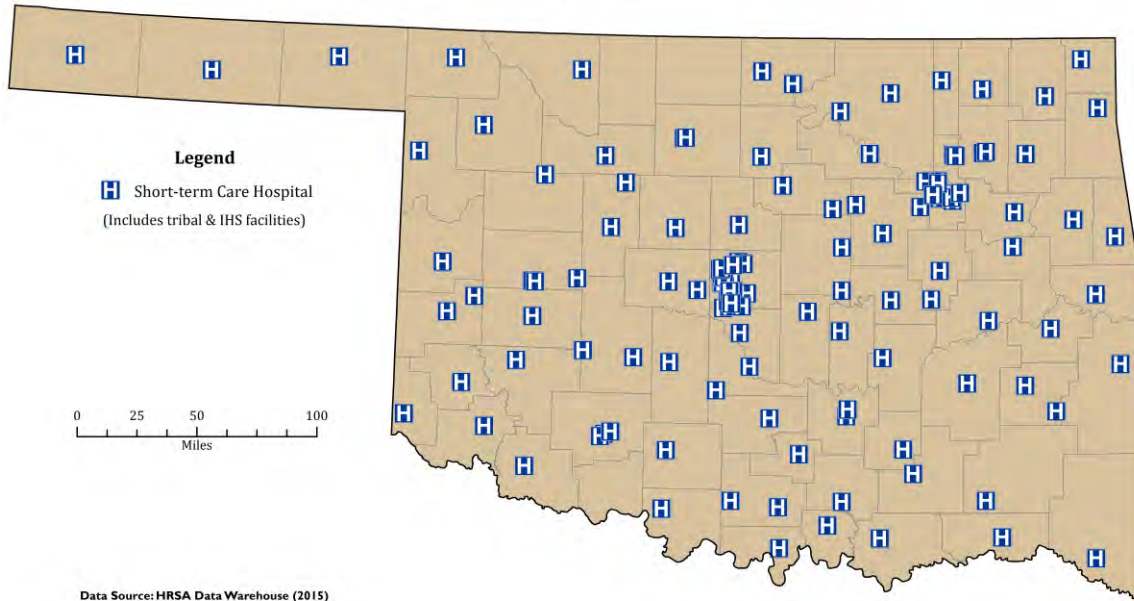 Legend
H Short-term Care Hospital
(Includes tribal & IHS facilities)
0 25 50 100
Miles
Data Source: HRSA Data Warehouse (2015)